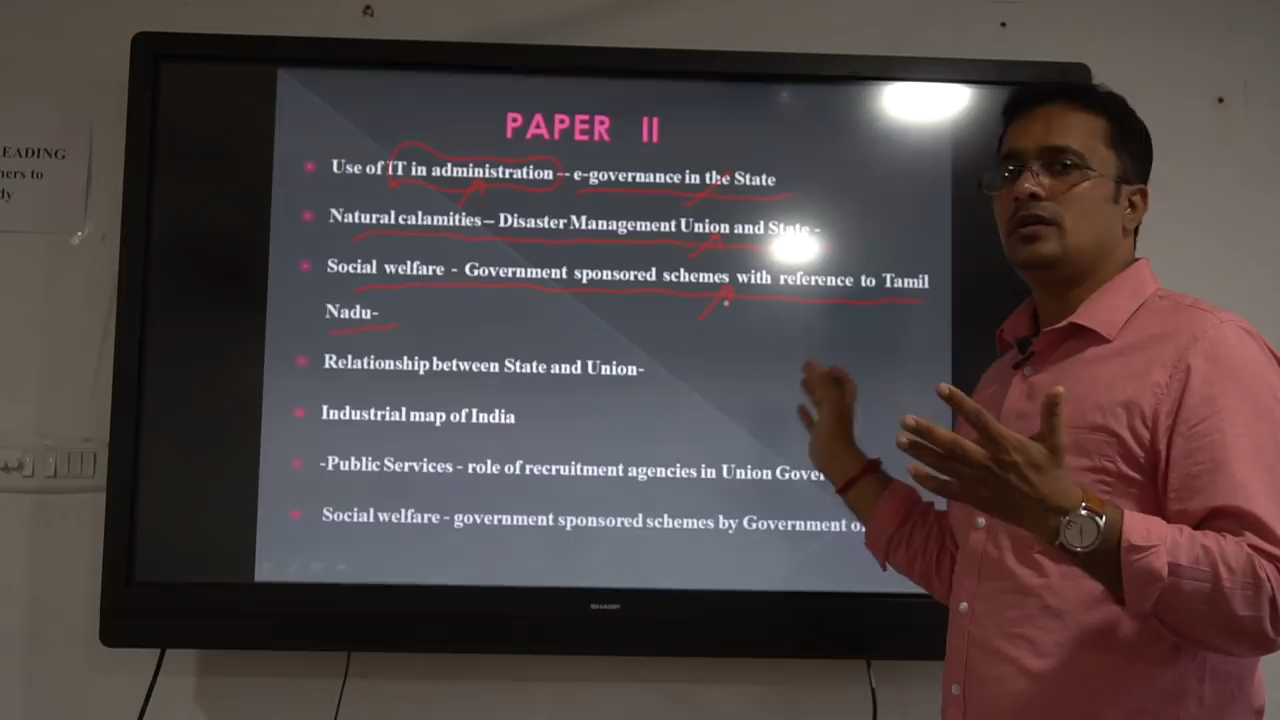 EADING
ners to
dy
PAPER II
Use of IT in administration -- e-governance in the State
Natural calamities – Disaster Management Union and State -
Social welfare - Government sponsored schemes with reference to Tamil
Nadu-
Relationship between State and Union-
Industrial map of India
-Public Services - role of recruitment agencies in Union Gove
Social welfare - government sponsored schemes by Government o
SHARP